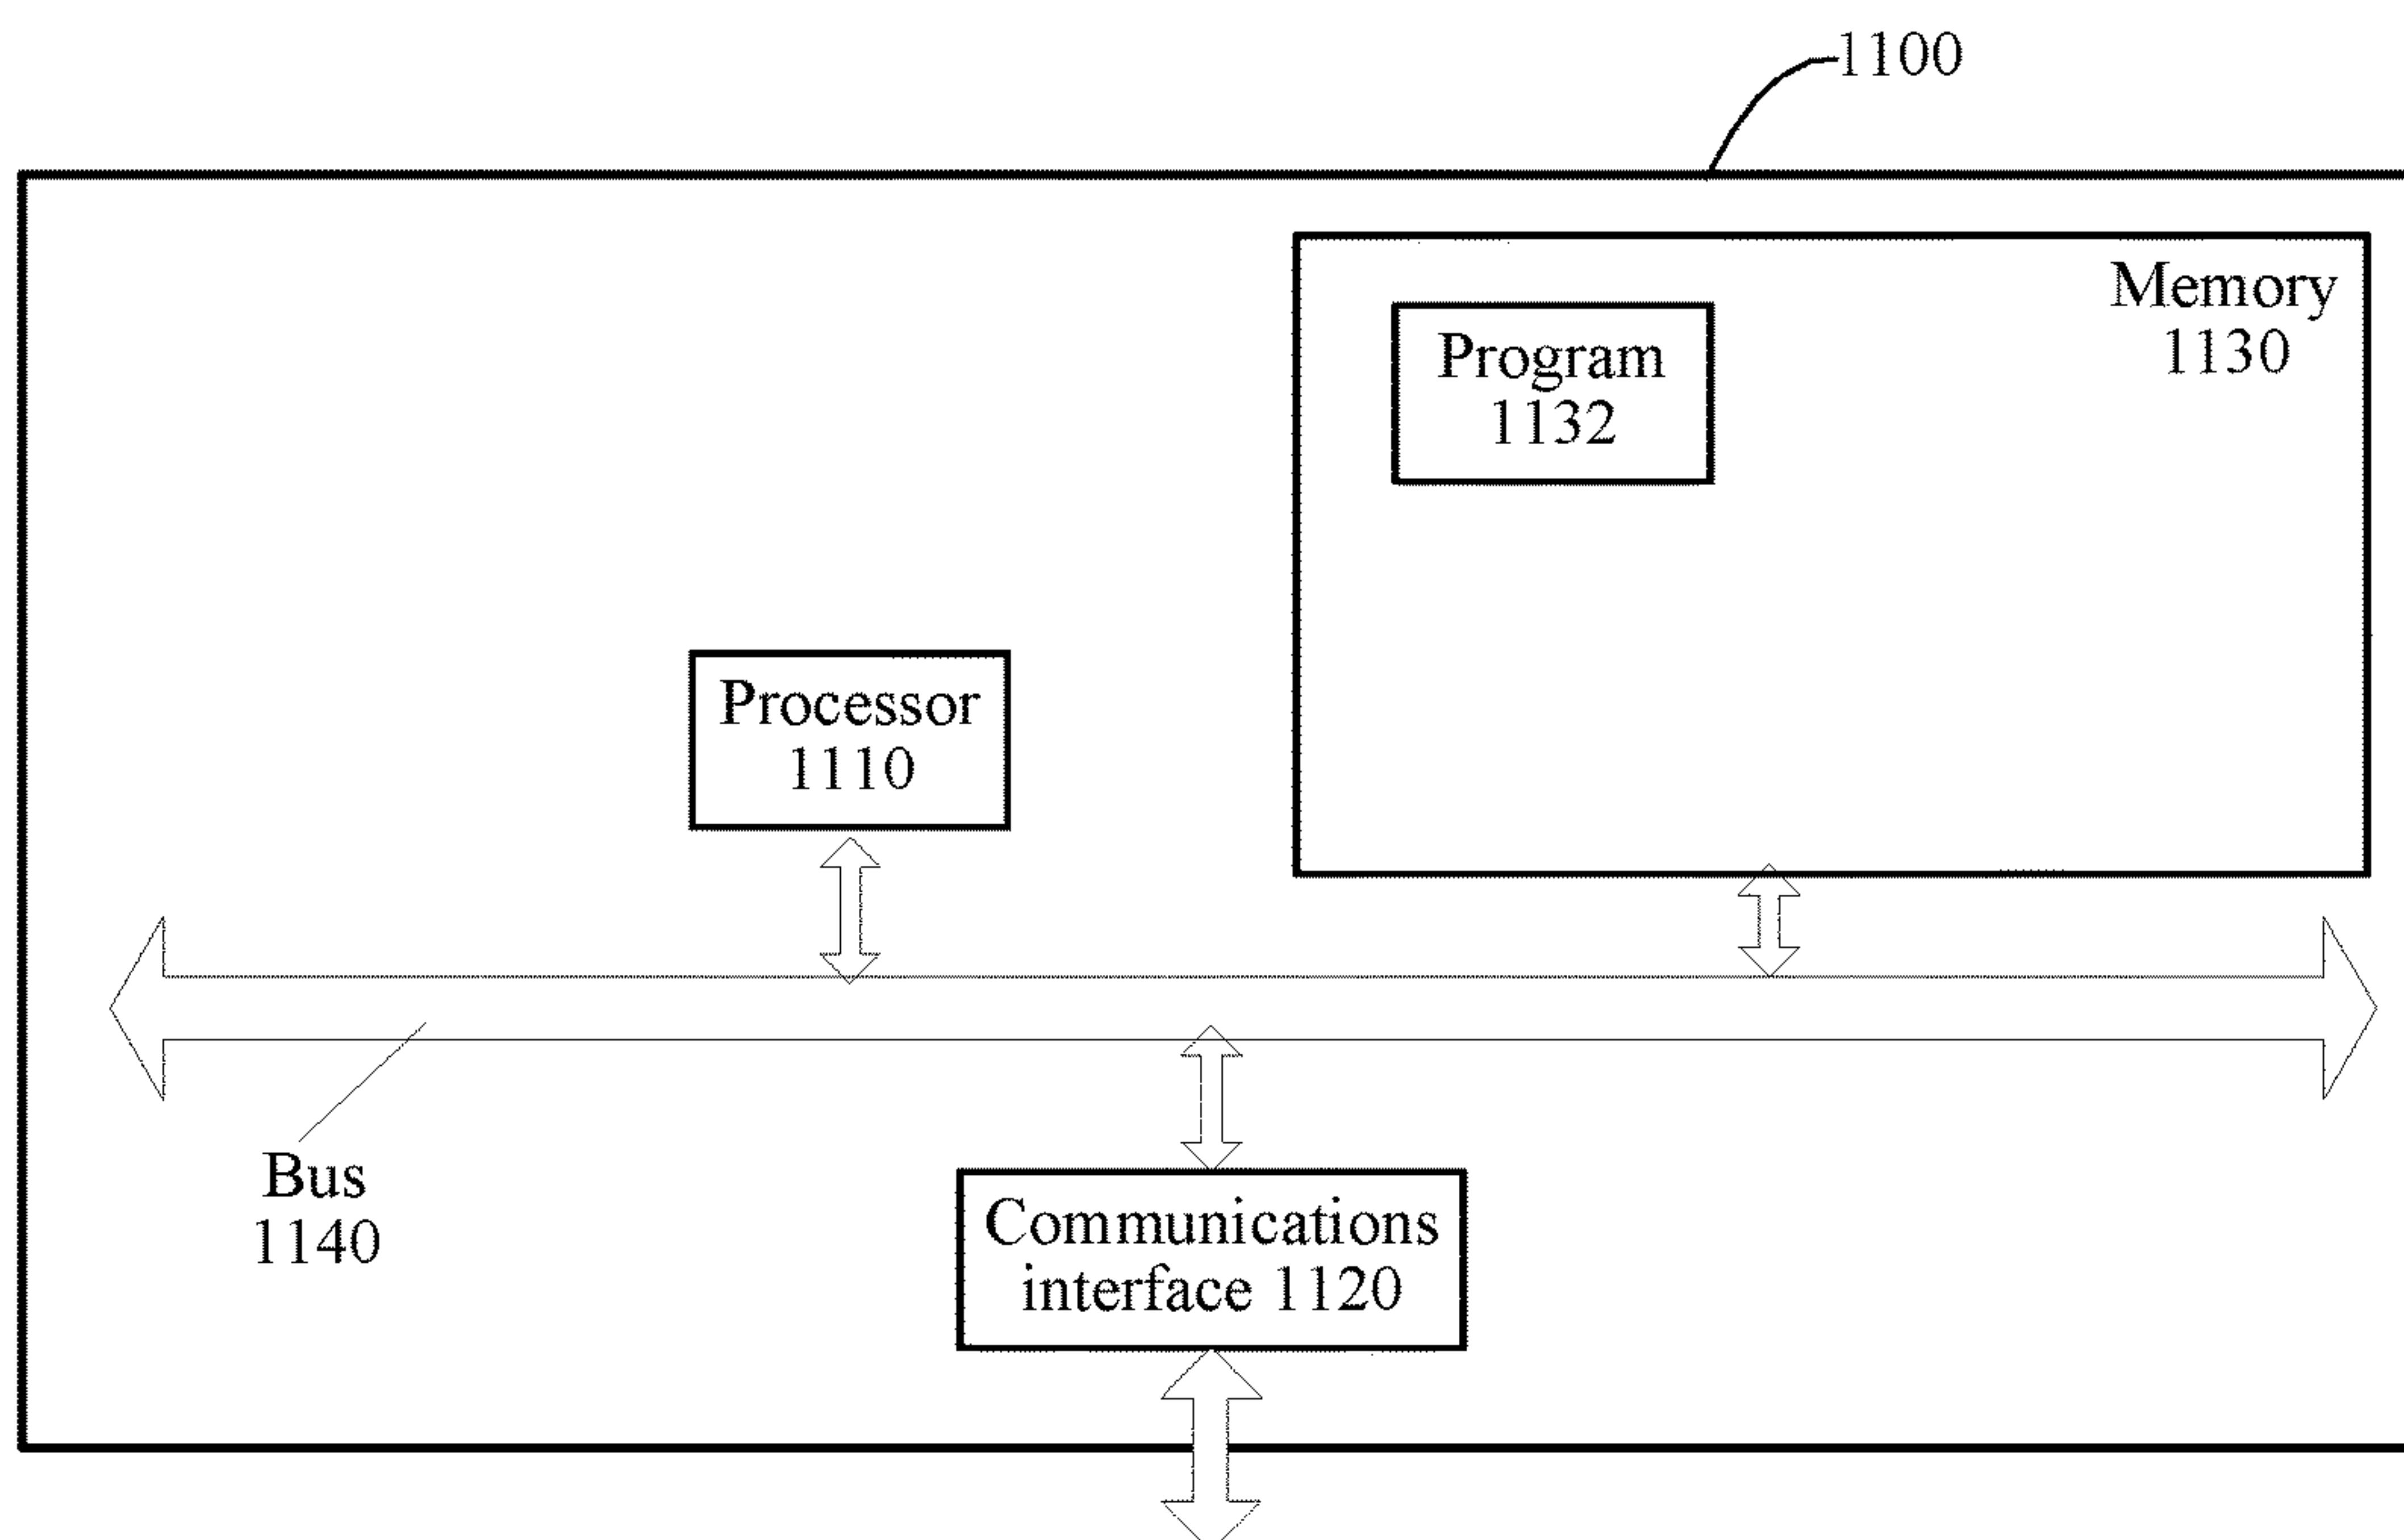 1100
Memory
1130
Program
1132
Processor
1110
Bus
1140
Communications
interface 1120